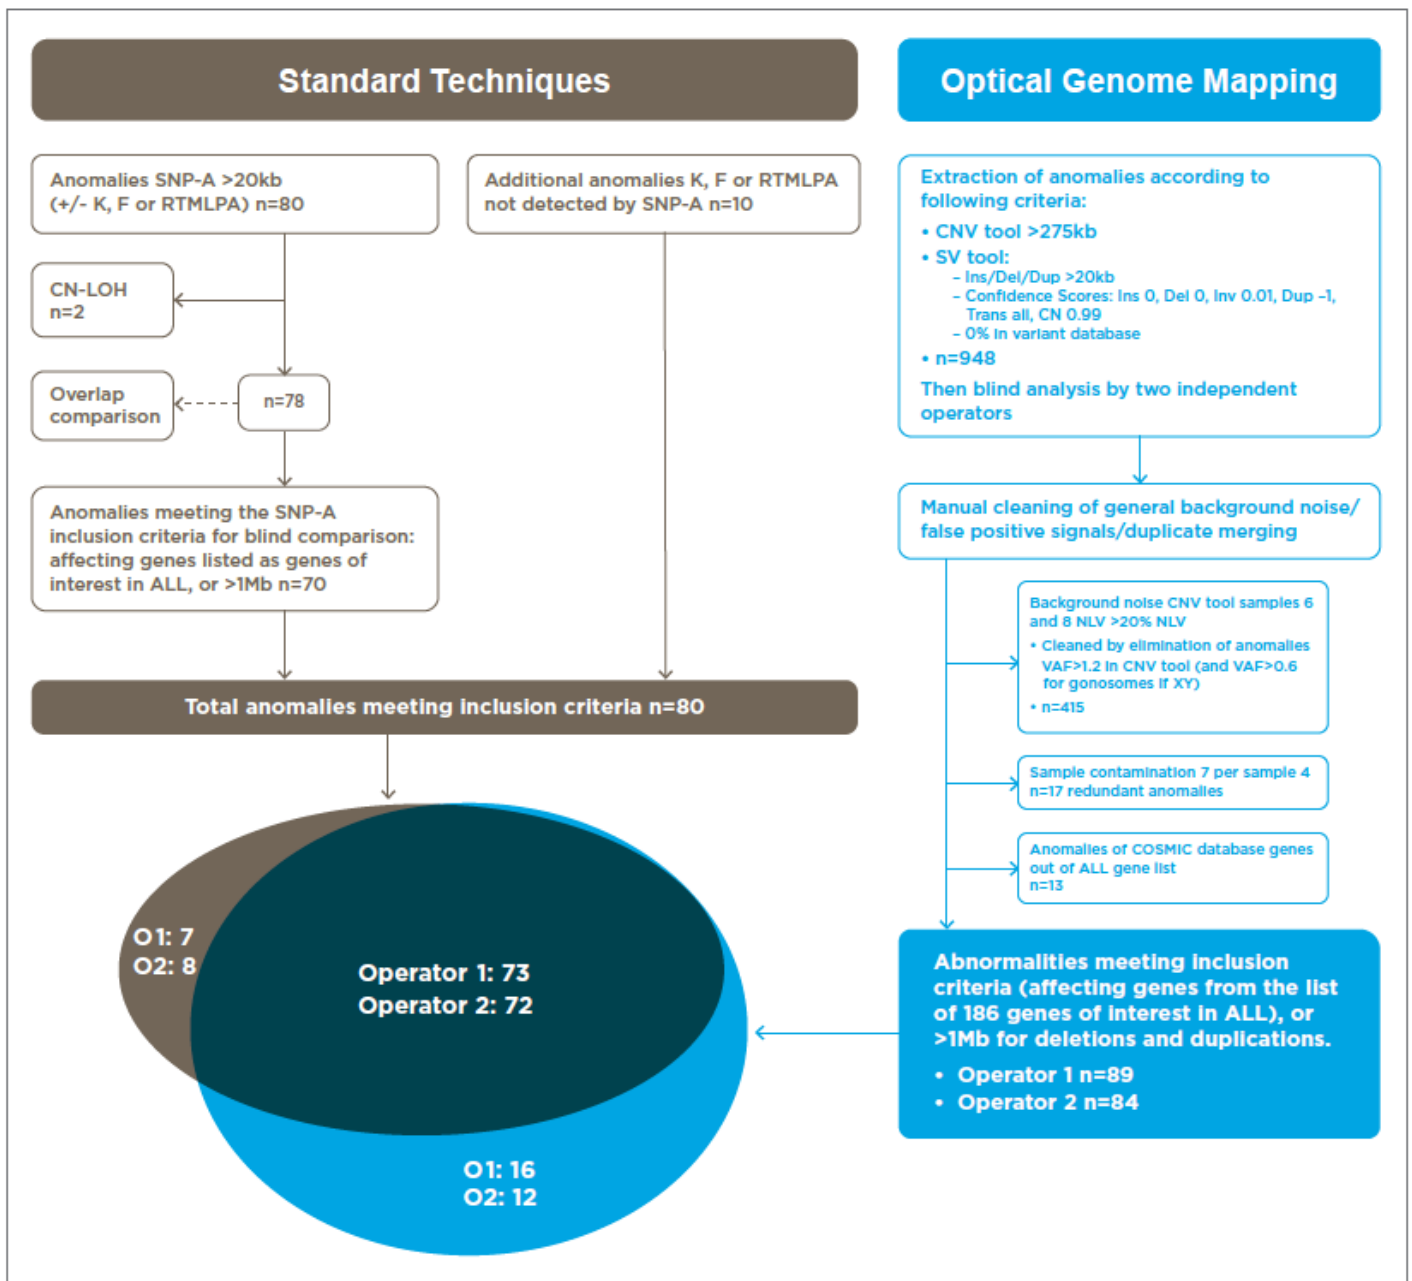 Standard Techniques
Anomalies SNP-A >20kb
(+/- K, F or RTMLPA) n=80
Additional anomalies K, F or RTMLPA
not detected by SNP-A n=10
CN-LOH
n=2
Overlap
comparison
n=78
Anomalies meeting the SNP-A
inclusion criteria for blind comparison:
affecting genes listed as genes of
interest in ALL, or >1Mb n=70
Total anomalies meeting inclusion criteria n=80
O1: 7
O2: 8
Operator 1: 73
Operator 2: 72
O1: 16
O2: 12
Optical Genome Mapping
Extraction of anomalies according to
following criteria:
• CNV tool >275kb
• SV tool:
– Ins/Del/Dup >20kb
– Confidence Scores: Ins 0, Del 0, Inv 0.01, Dup –1,
Trans all, CN 0.99
– 0% in variant database
• n=948
Then blind analysis by two independent
operators
Manual cleaning of general background noise/
false positive signals/duplicate merging
Background noise CNV tool samples 6
and 8 NLV >20% NLV
• Cleaned by elimination of anomalies
VAF>1.2 in CNV tool (and VAF>0.6
for gonosomes if XY)
• n=415
Sample contamination 7 per sample 4
n=17 redundant anomalies
Anomalies of COSMIC database genes
out of ALL gene list
n=13
Abnormalities meeting inclusion
criteria (affecting genes from the list
of 186 genes of interest in ALL), or
>1Mb for deletions and duplications.
• Operator 1 n=89
• Operator 2 n=84